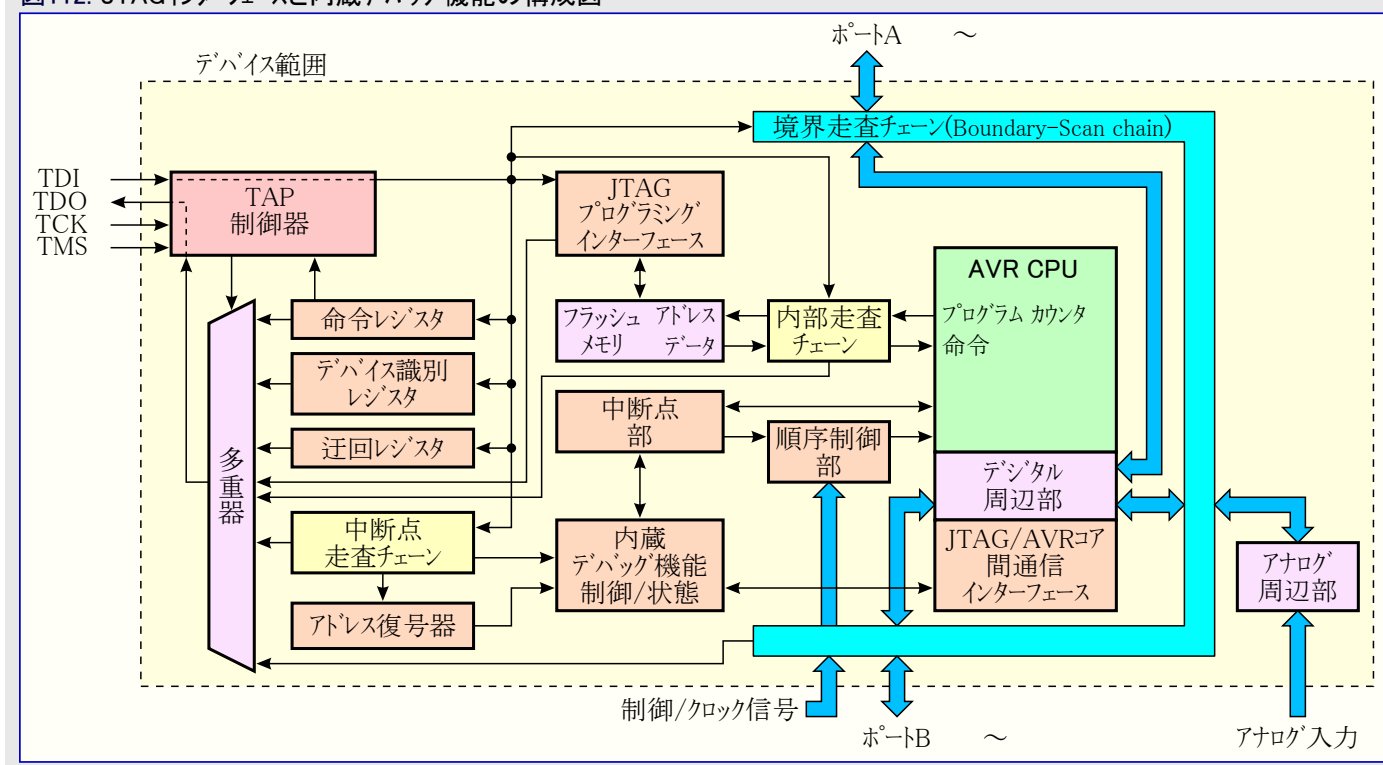 図112. JTAGインターフェースと内蔵デバッグ機能の構成図
ポートA ～
デバイス範囲
境界走査チェーン(Boundary-Scan chain)
TDI
TDO
TCK
TMS
TAP
制御器
JTAG
プログラミング
インターフェース
AVR CPU
命令レジスタ
フラッシュ アドレス
メモリ データ
内部走査
チェーン
プログラム カウンタ
命令
デバイス識別
レジスタ
中断点
部
順序制御
部
迂回レジスタ
多重器
デジタル
周辺部
中断点
走査チェーン
内蔵
デバッグ機能
制御/状態
JTAG/AVRコア
間通信
インターフェース
アナログ
周辺部
アドレス復号器
制御/クロック信号
ポートB ～
アナログ入力